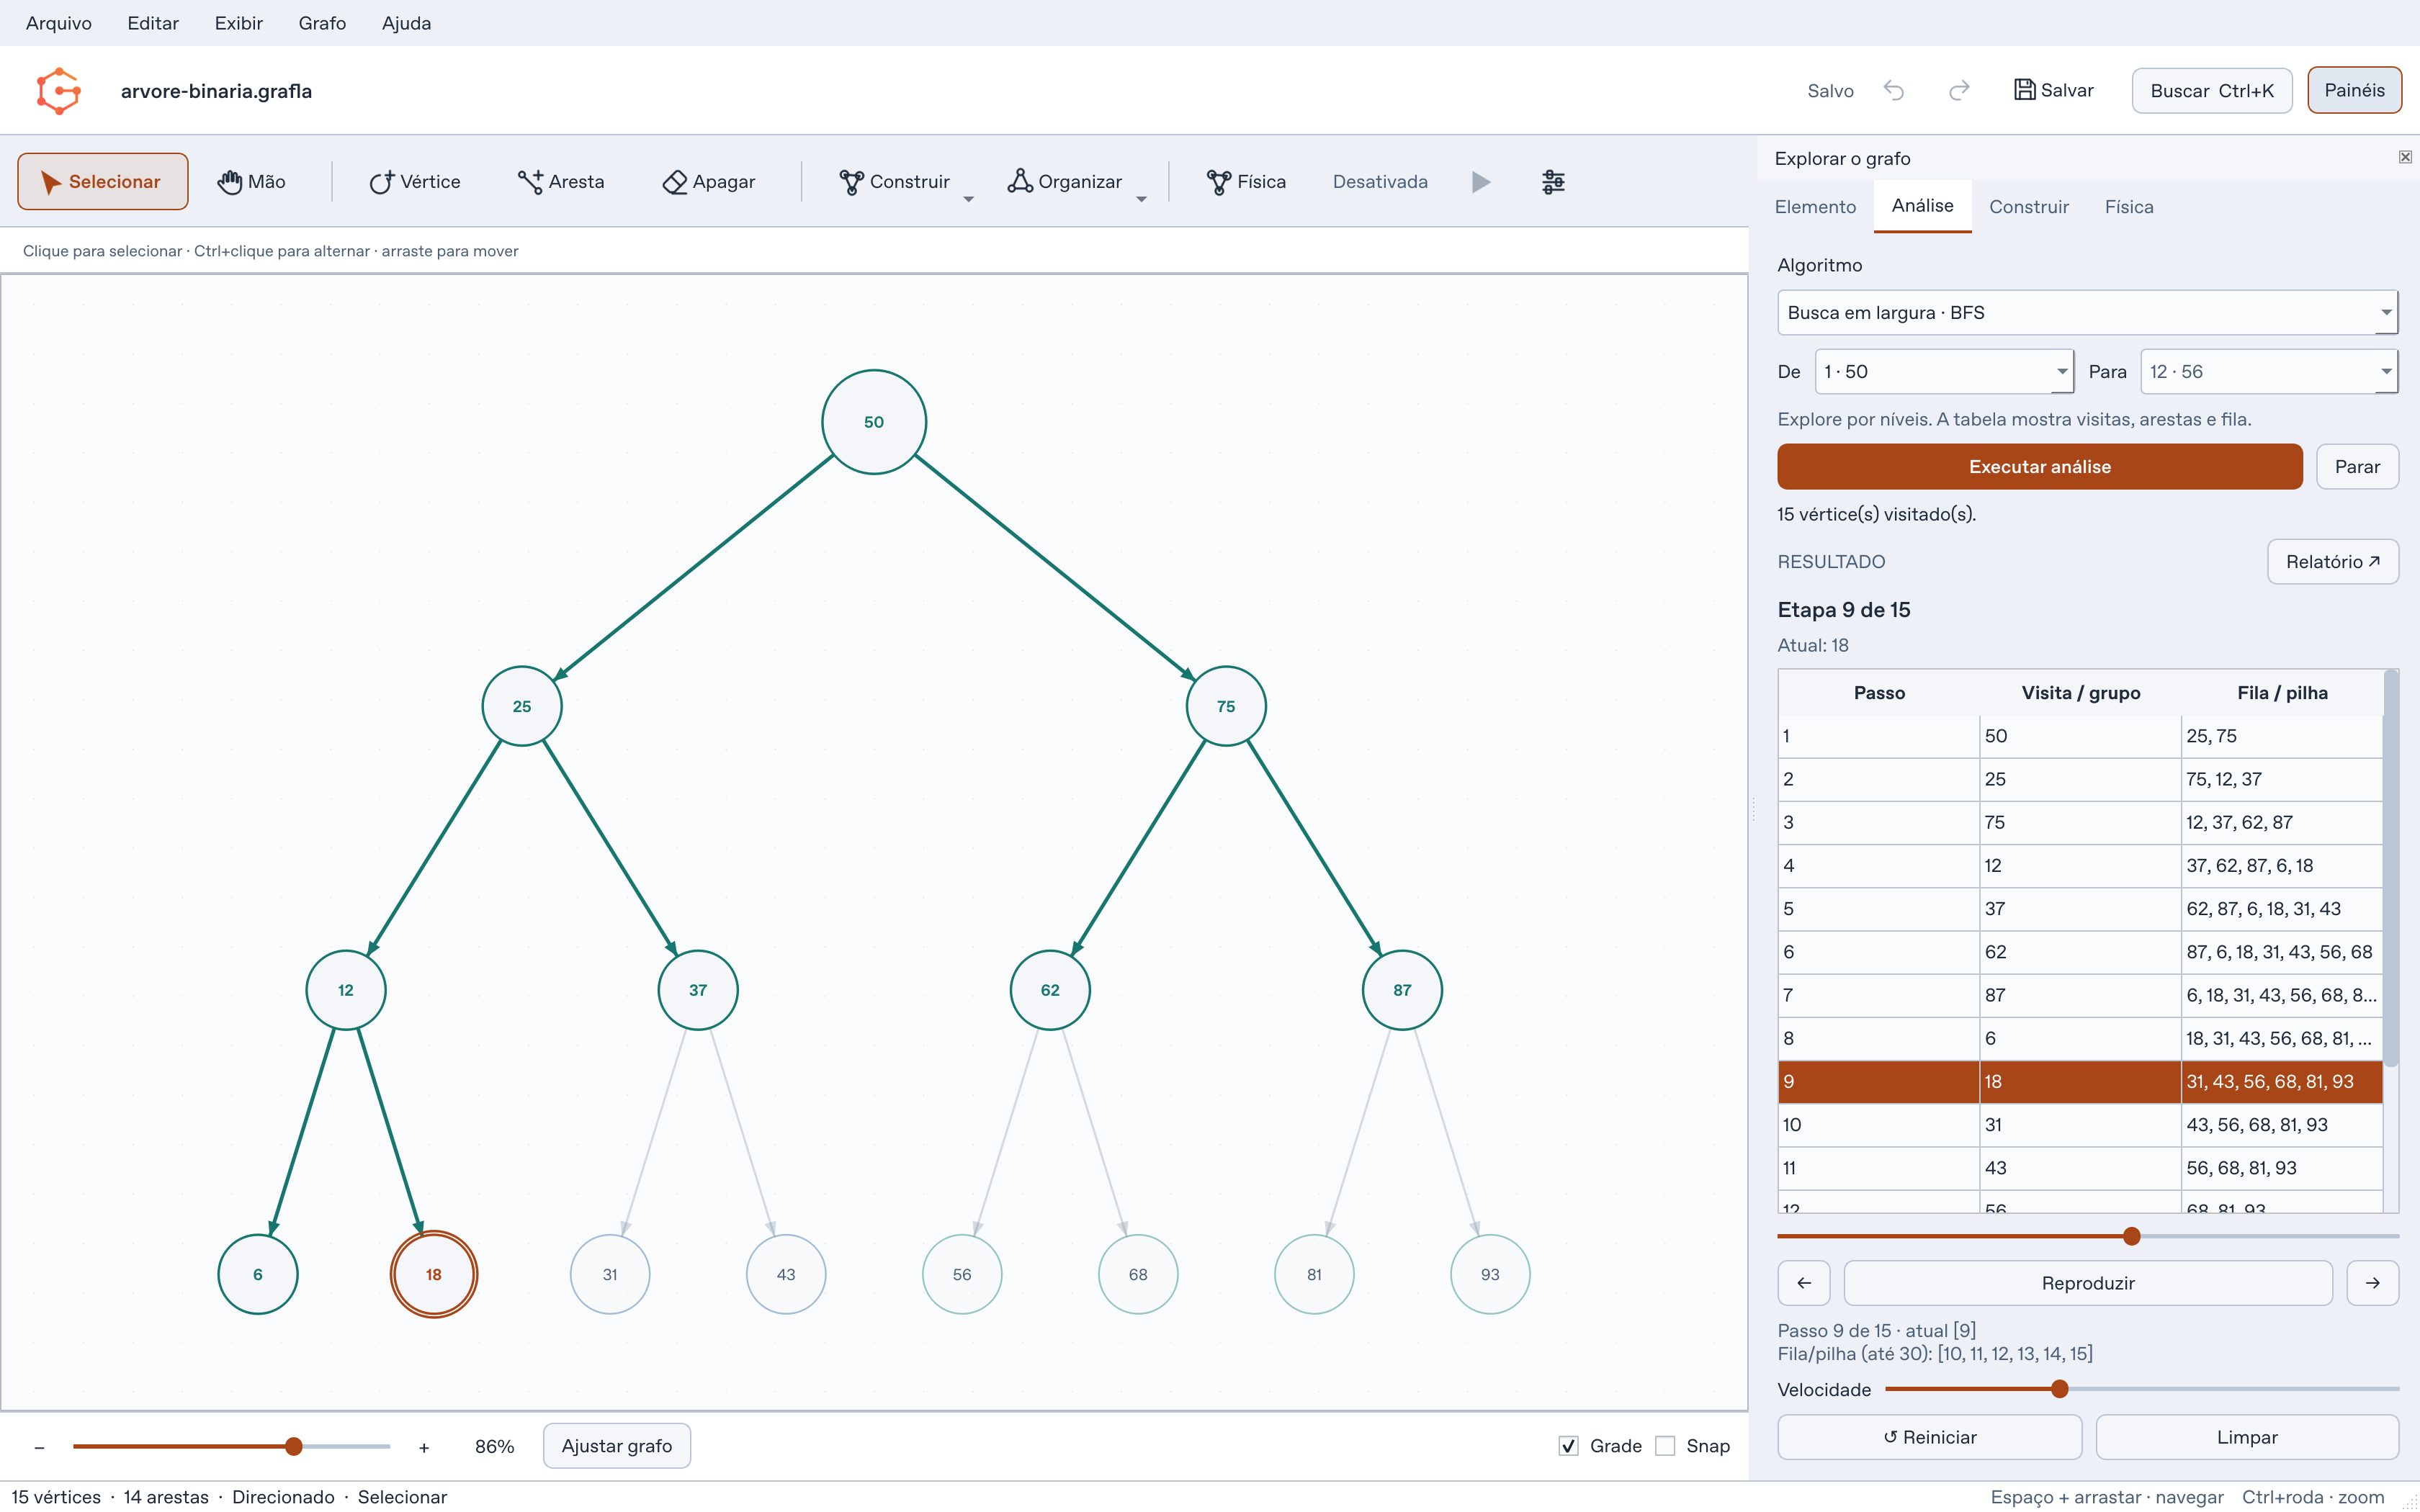 Arquivo Editar Exibir Grafo Ajuda
arvore-binaria.grafla
Salvo Salvar Buscar Ctrl+K Painéis
Selecionar Mão Vértice Aresta Apagar Construir Organizar Física Desativada
Clique para selecionar · Ctrl+clique para alternar · arraste para mover
50
25 75
12 37 62 87
6 18 31 43 56 68 81 93
− + 86% Ajustar grafo Grade Snap
15 vértices · 14 arestas · Direcionado · Selecionar
Explorar o grafo
Elemento Análise Construir Física
Algoritmo
Busca em largura · BFS
De 1 · 50 Para 12 · 56
Explore por níveis. A tabela mostra visitas, arestas e fila.
Executar análise Parar
15 vértice(s) visitado(s).
RESULTADO Relatório ↗
Etapa 9 de 15
Atual: 18
Passo Visita / grupo Fila / pilha
1 50 25, 75
2 25 75, 12, 37
3 75 12, 37, 62, 87
4 12 37, 62, 87, 6, 18
5 37 62, 87, 6, 18, 31, 43
6 62 87, 6, 18, 31, 43, 56, 68
7 87 6, 18, 31, 43, 56, 68, 8...
8 6 18, 31, 43, 56, 68, 81, ...
9 18 31, 43, 56, 68, 81, 93
10 31 43, 56, 68, 81, 93
11 43 56, 68, 81, 93
12 56 68, 81, 93
← Reproduzir →
Passo 9 de 15 · atual [9]
Fila/pilha (até 30): [10, 11, 12, 13, 14, 15]
Velocidade
↺ Reiniciar Limpar
Espaço + arrastar · navegar Ctrl+roda · zoom